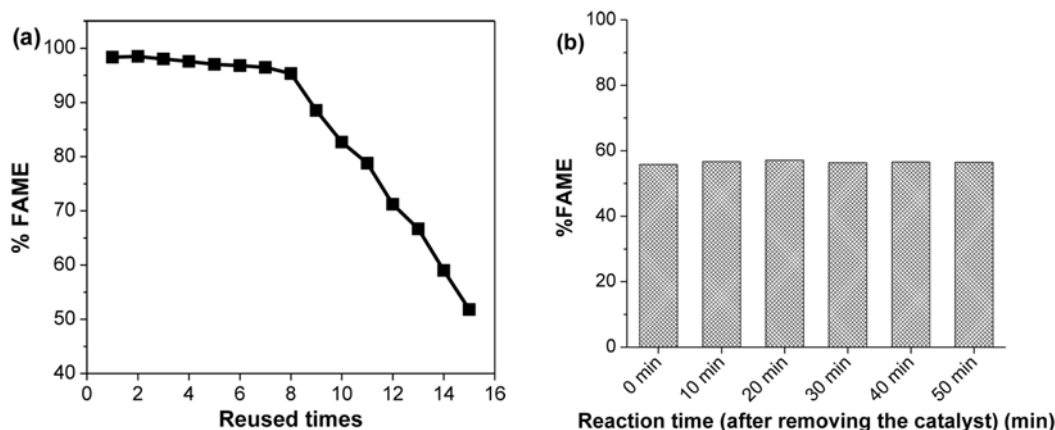 (a)
100
90
80
70
60
50
40
% FAME
0 2 4 6 8 10 12 14 16
Reused times
(b)
100
80
60
40
20
0
%FAME
0 min 10 min 20 min 30 min 40 min 50 min
Reaction time (after removing the catalyst) (min)